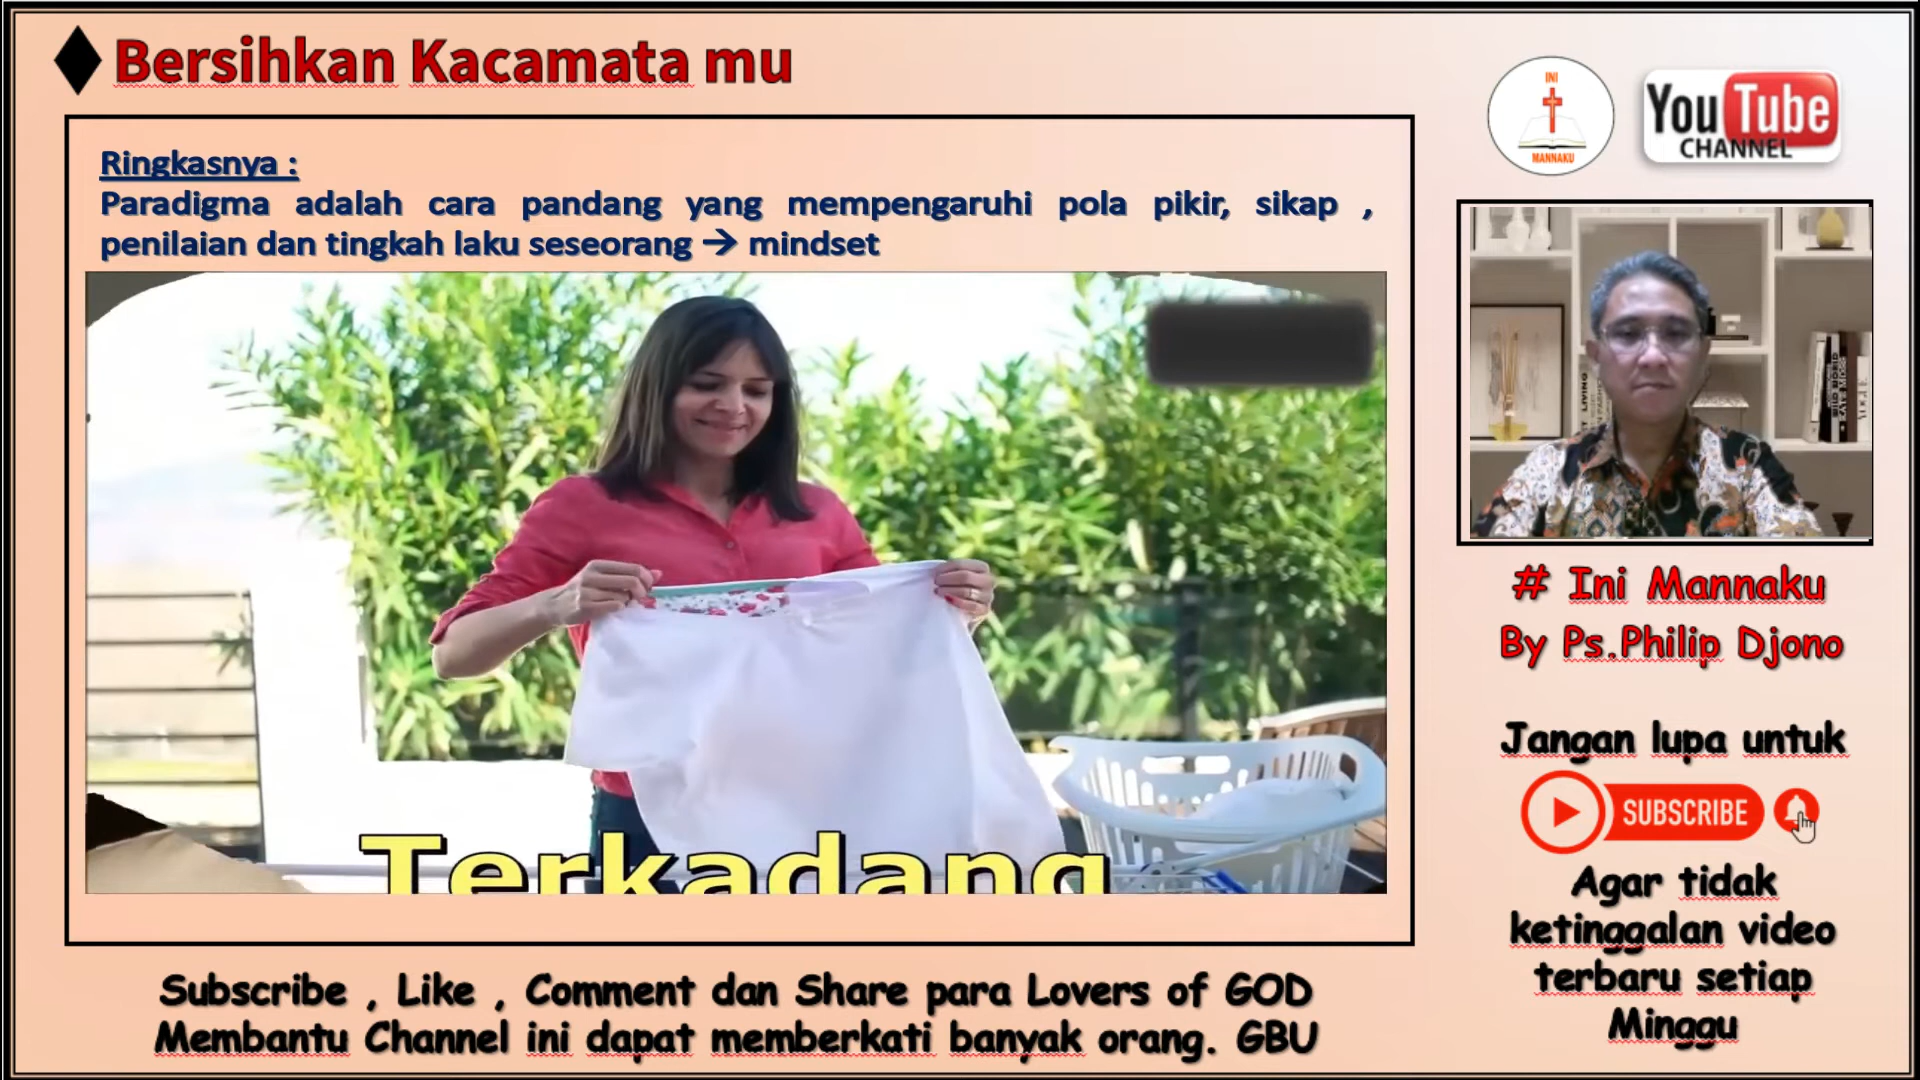 Bersihkan Kacamata mu
Ringkasnya :
Paradigma adalah cara pandang yang mempengaruhi pola pikir, sikap ,
penilaian dan tingkah laku seseorang → mindset
Terkadang
INI
MANNAKU
YouTube
CHANNEL
# Ini Mannaku
By Ps.Philip Djono
Jangan lupa untuk
SUBSCRIBE
Agar tidak
ketinggalan video
terbaru setiap
Minggu
Subscribe , Like , Comment dan Share para Lovers of GOD
Membantu Channel ini dapat memberkati banyak orang. GBU